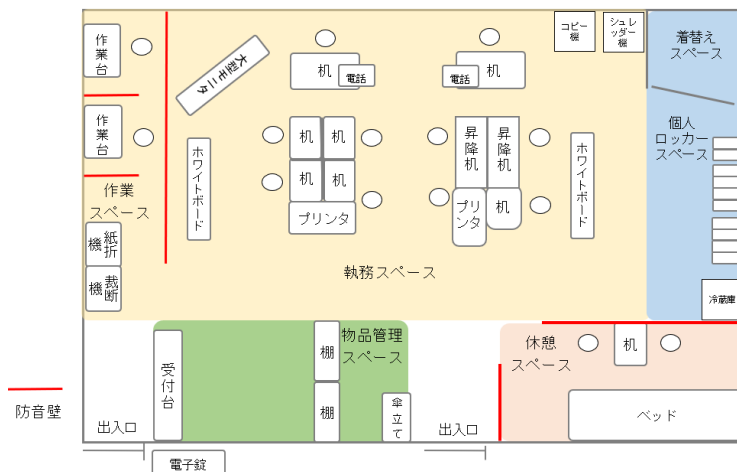 作業台
大型モニタ
机
電話
電話
机
コピー機
シュレッダー機
着替え
スペース
作業台
ホワイトボード
机
机
机
机
プリンタ
昇降机
昇降机
プリンタ
机
ホワイトボード
個人
ロッカー
スペース
作業
スペース
紙折機
裁断機
執務スペース
冷蔵庫
受付台
棚
棚
物品管理
スペース
傘立て
休憩
スペース
机
ベッド
防音壁
出入口
出入口
電子錠